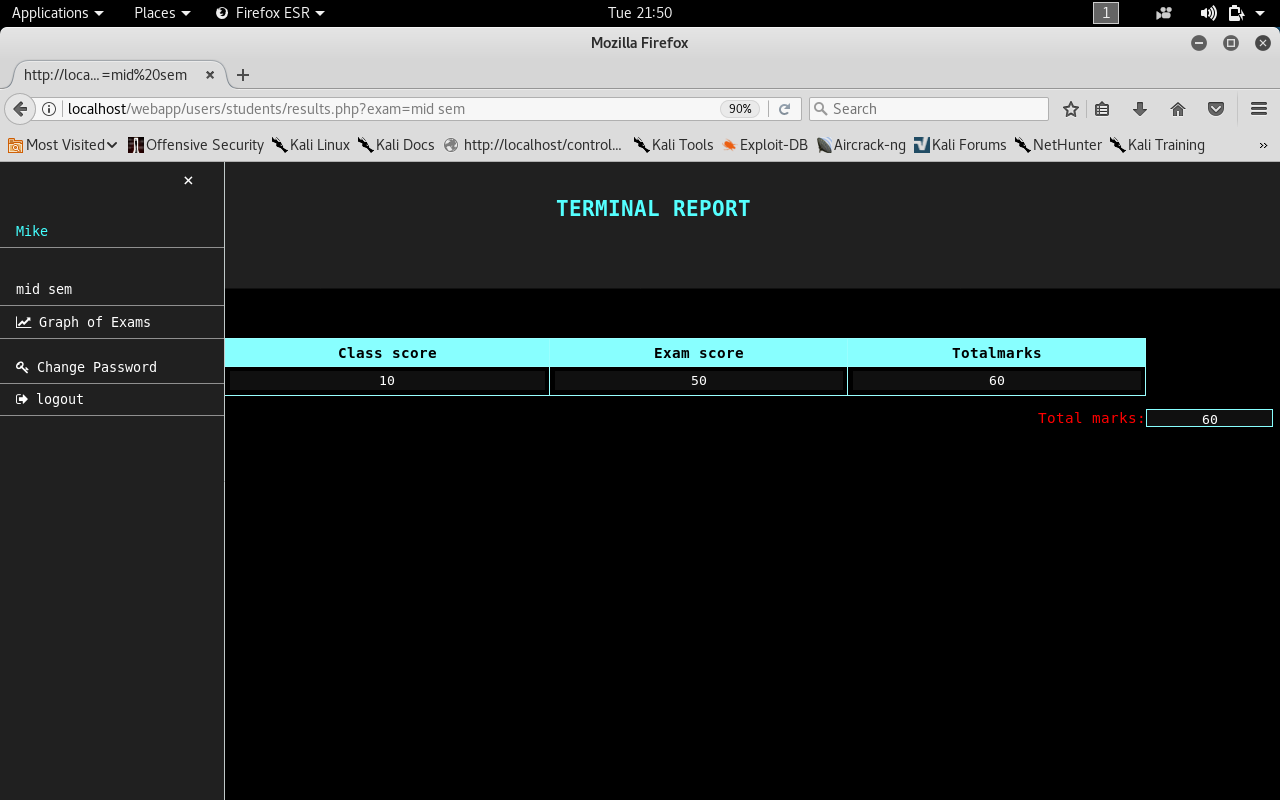 Applications Places Firefox ESR Tue 21:50 1
Mozilla Firefox
http://loca...=mid%20sem × +
localhost/webapp/users/students/results.php?exam=mid sem 90% Search
Most Visited Offensive Security Kali Linux Kali Docs http://localhost/control... Kali Tools Exploit-DB Aircrack-ng Kali Forums NetHunter Kali Training »
×
TERMINAL REPORT
Mike
mid sem
Graph of Exams
Change Password
logout
Class score Exam score Totalmarks
10 50 60
Total marks: 60